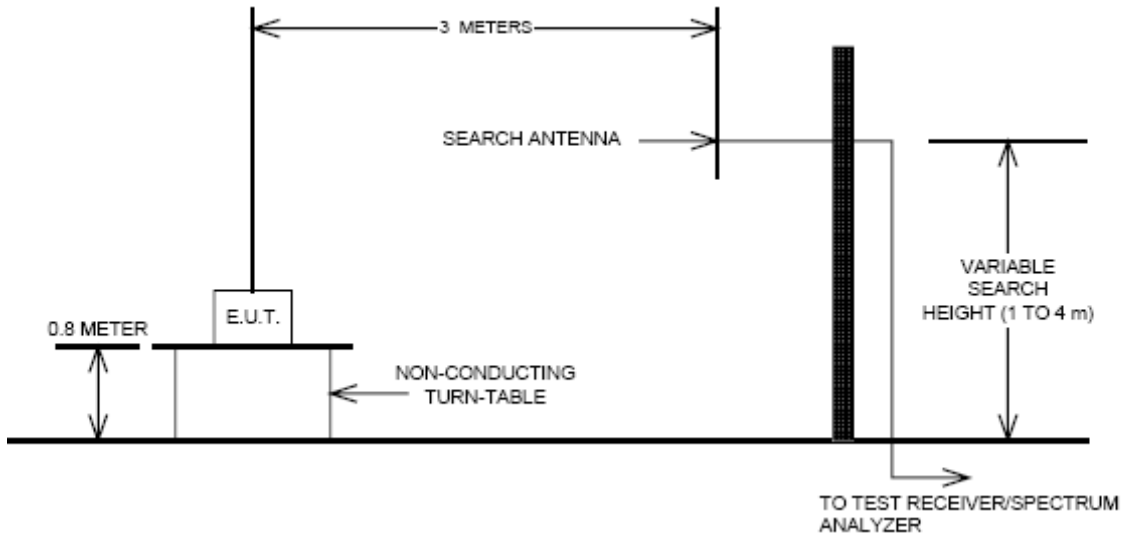 3 METERS
SEARCH ANTENNA
VARIABLE
SEARCH
HEIGHT (1 TO 4 m)
E.U.T.
0.8 METER
NON-CONDUCTING
TURN-TABLE
TO TEST RECEIVER/SPECTRUM
ANALYZER